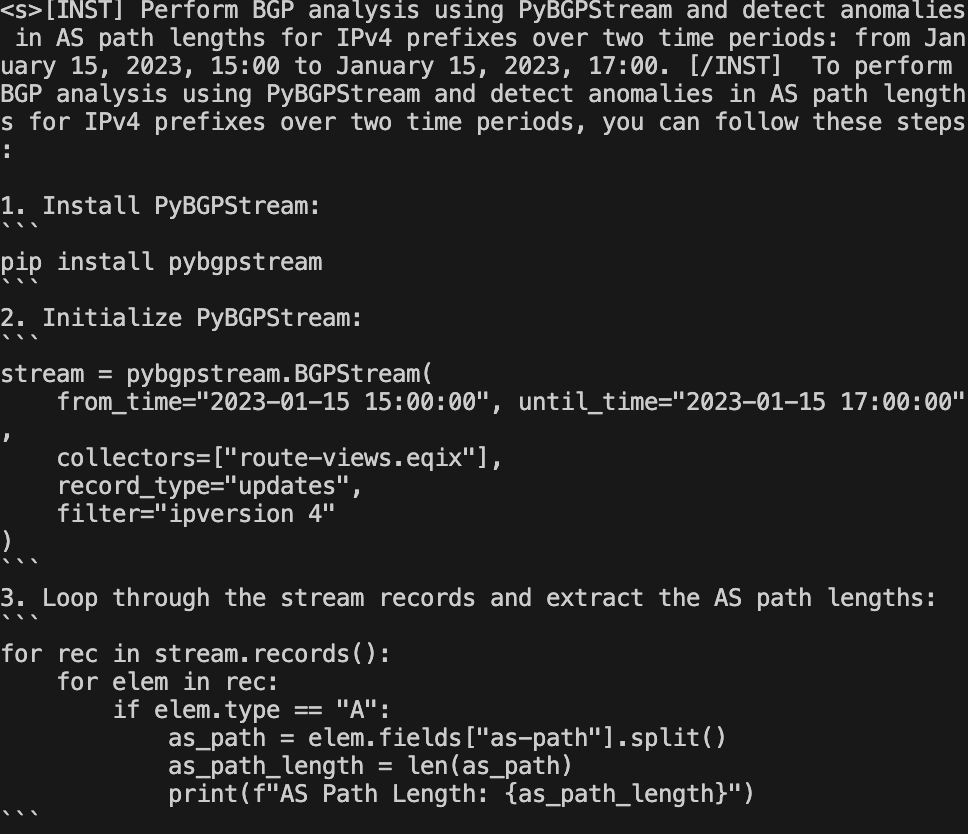 <s>[INST] Perform BGP analysis using PyBGPStream and detect anomalies
 in AS path lengths for IPv4 prefixes over two time periods: from Jan
uary 15, 2023, 15:00 to January 15, 2023, 17:00. [/INST]  To perform 
BGP analysis using PyBGPStream and detect anomalies in AS path length
s for IPv4 prefixes over two time periods, you can follow these steps
:

1. Install PyBGPStream:
```
pip install pybgpstream
```
2. Initialize PyBGPStream:
```
stream = pybgpstream.BGPStream(
    from_time="2023-01-15 15:00:00", until_time="2023-01-15 17:00:00"
,
    collectors=["route-views.eqix"],
    record_type="updates",
    filter="ipversion 4"
)
```
3. Loop through the stream records and extract the AS path lengths:
```
for rec in stream.records():
    for elem in rec:
        if elem.type == "A":
            as_path = elem.fields["as-path"].split()
            as_path_length = len(as_path)
            print(f"AS Path Length: {as_path_length}")
```